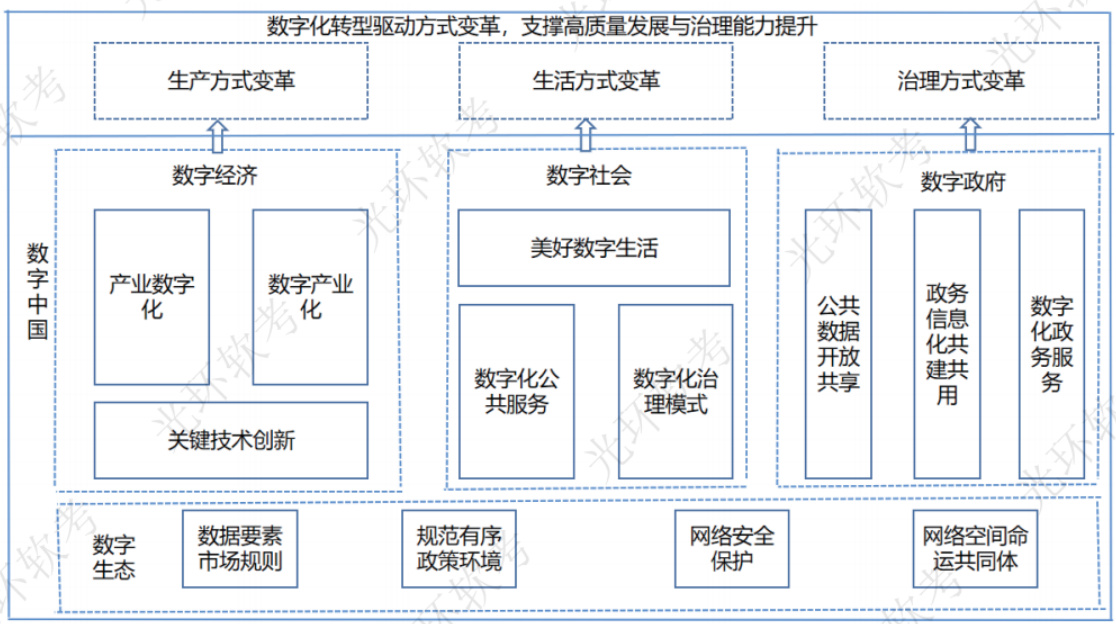 数字化转型驱动方式变革，支撑高质量发展与治理能力提升
生产方式变革
生活方式变革
治理方式变革
数字中国
数字经济
产业数字
化
数字产业
化
关键技术创新
数字社会
美好数字生活
数字化公
共服务
数字化治
理模式
数字政府
公共
数据
开放
共享
政务
信息
化共
建共
用
数字
化政
务服
务
数字
生态
数据要素
市场规则
规范有序
政策环境
网络安全
保护
网络空间命
运共同体
光环软考
光环软考
光环软考
光环软考
光环软考
光环软考